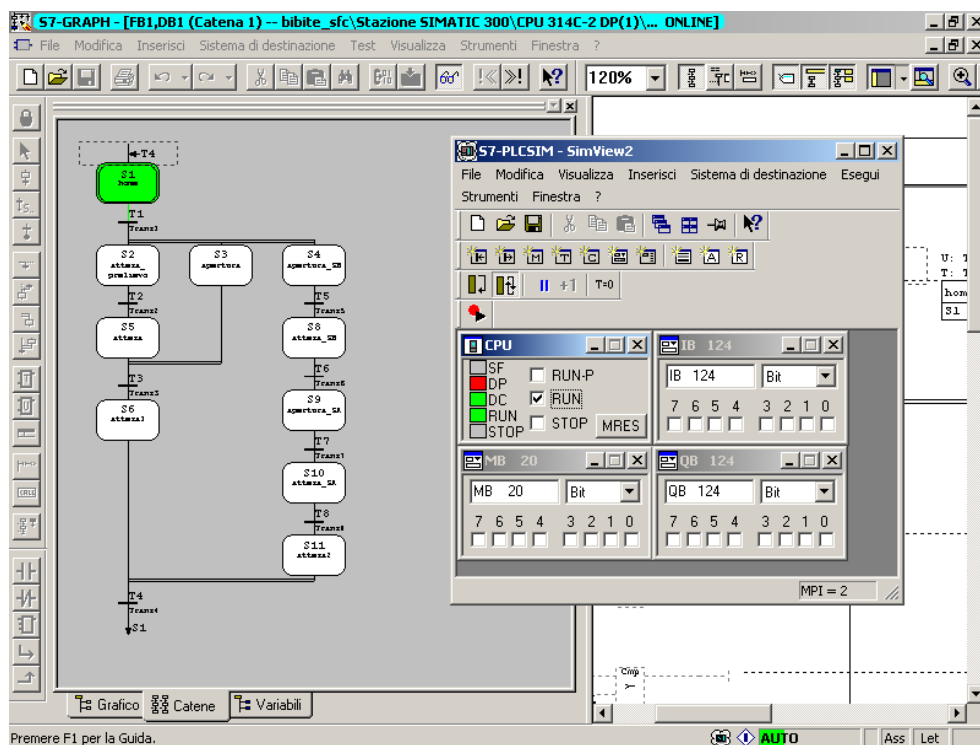 S7-GRAPH - [FB1,DB1 (Catena 1) -- bibite_sfc\Stazione SIMATIC 300\CPU 314C-2 DP(1)\... ONLINE]
File Modifica Inserisci Sistema di destinazione Test Visualizza Strumenti Finestra ?
120%
T4
S1
home
T1
Trans1
S2
attesa_
prelievo
S3
apertura
S4
apertura_SB
T2
Trans2
T5
Trans5
S5
attesa
S8
attesa_SB
T3
Trans3
T6
Trans6
S6
attesa1
S9
apertura_SA
T7
Trans7
S10
attesa_SA
T8
Trans8
S11
attesa2
T4
Trans4
S1
Grafico Catene Variabili
S7-PLCSIM - SimView2
File Modifica Visualizza Inserisci Sistema di destinazione Esegui
Strumenti Finestra ?
+1 T=0
CPU
SF
DP
DC
RUN
STOP
RUN-P
RUN
STOP
MRES
IB 124
IB 124 Bit
7 6 5 4 3 2 1 0
MB 20
MB 20 Bit
7 6 5 4 3 2 1 0
QB 124
QB 124 Bit
7 6 5 4 3 2 1 0
MPI = 2
U: T
T: T
hom
S1
Cmp
Premere F1 per la Guida.
AUTO
Ass Let